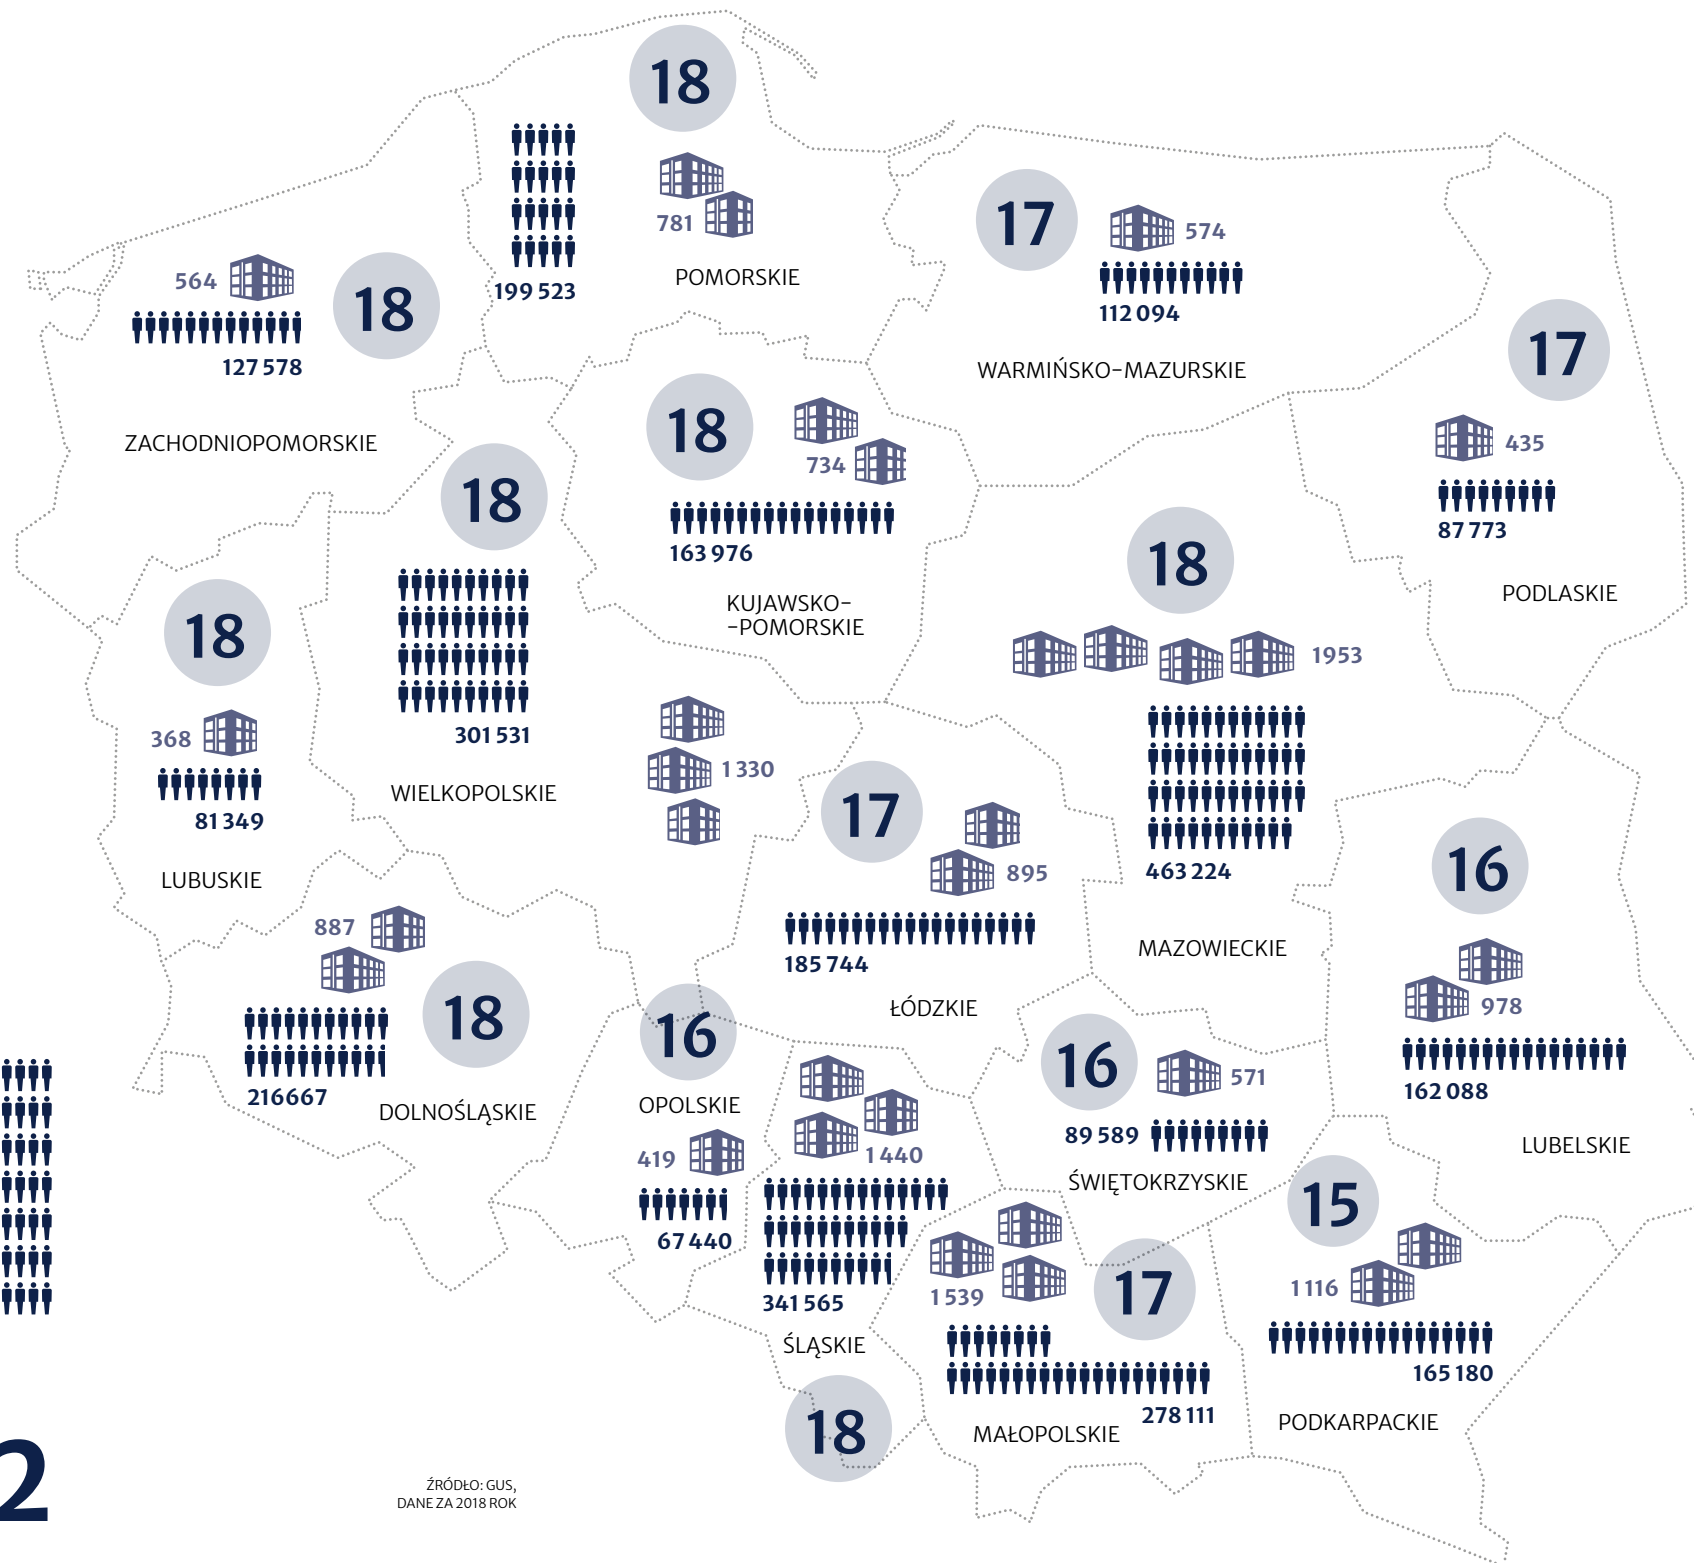 18
781
199 523
POMORSKIE
17
574
112 094
WARMIŃSKO-MAZURSKIE
564
18
127 578
ZACHODNIOPOMORSKIE
17
435
87 773
PODLASKIE
18
734
163 976
KUJAWSKO-
-POMORSKIE
18
301 531
WIELKOPOLSKIE
1 330
18
1953
463 224
MAZOWIECKIE
18
368
81 349
LUBUSKIE
17
895
185 744
ŁÓDZKIE
16
978
162 088
LUBELSKIE
887
18
216667
DOLNOŚLĄSKIE
16
OPOLSKIE
419
67 440
1 440
341 565
ŚLĄSKIE
18
16
571
89 589
ŚWIĘTOKRZYSKIE
15
1 116
165 180
PODKARPACKIE
1 539
17
278 111
MAŁOPOLSKIE
2
ŹRÓDŁO: GUS,
DANE ZA 2018 ROK